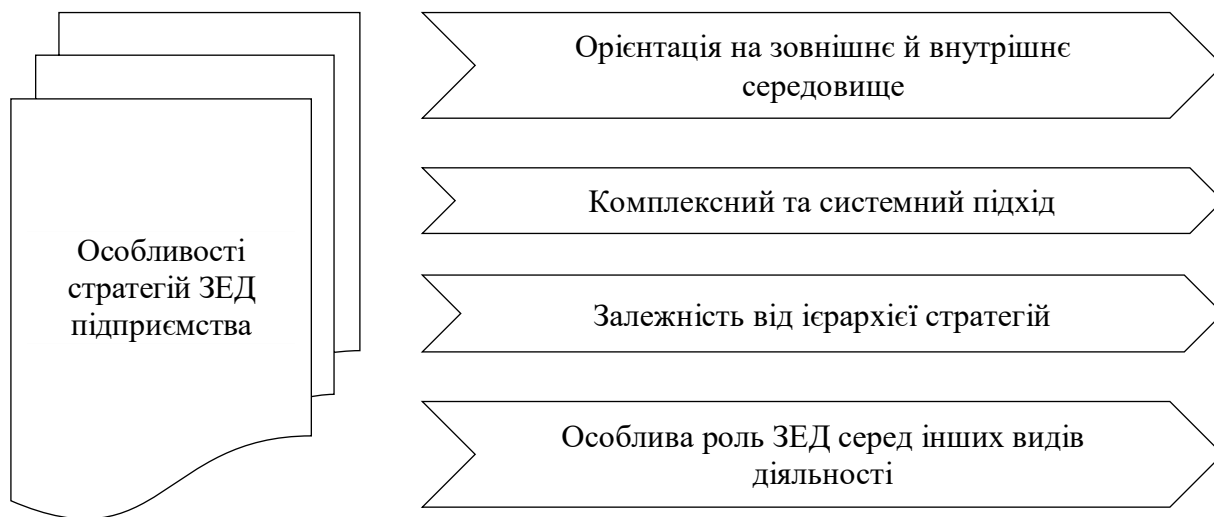 Особливості
стратегій ЗЕД
підприємства
Орієнтація на зовнішнє й внутрішнє
середовище
Комплексний та системний підхід
Залежність від ієрархієї стратегій
Особлива роль ЗЕД серед інших видів
діяльності